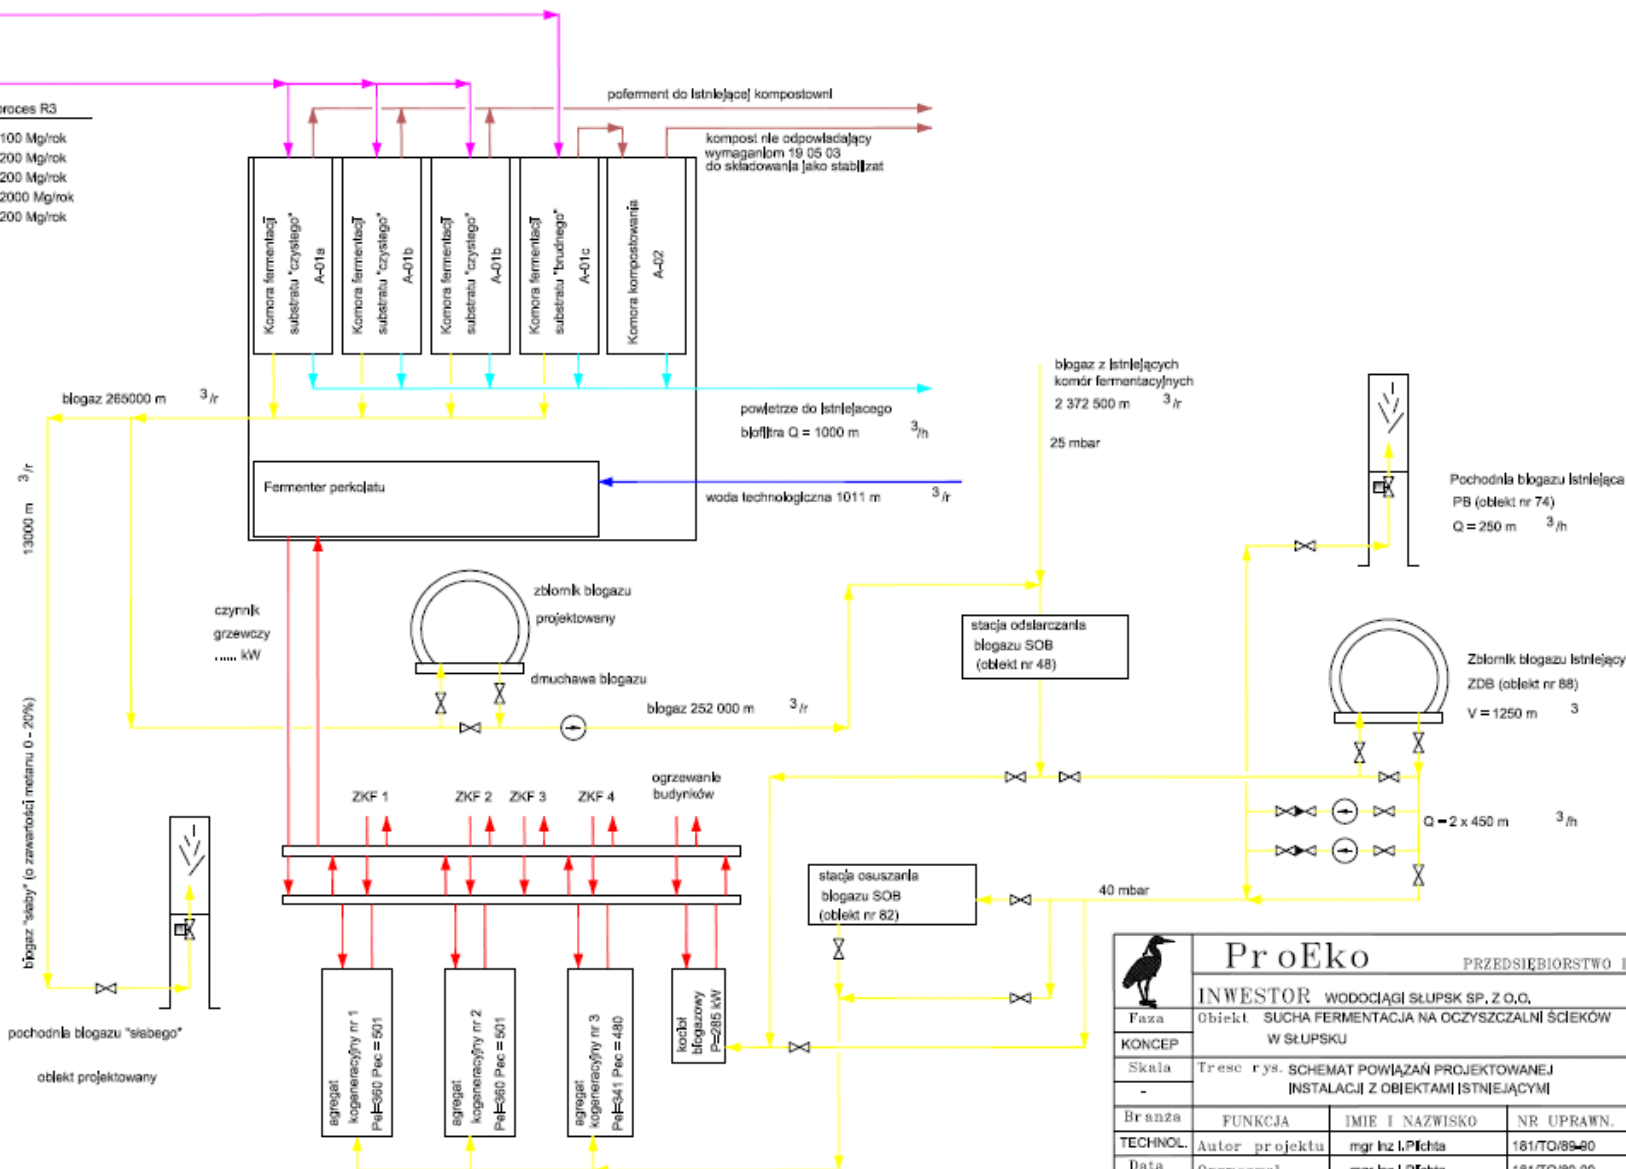 proces R3
100 Mg/rok
200 Mg/rok
200 Mg/rok
2000 Mg/rok
200 Mg/rok
poferment do istniejącej kompostowni
kompost nie odpowiadający
wymaganiom 19 05 03
do składowania jako stabilizat
Komora fermentacji
substratu "czystego"
A-01a
Komora fermentacji
substratu "czystego"
A-01b
Komora fermentacji
substratu "czystego"
A-01b
Komora fermentacji
substratu "brudnego"
A-01c
Komora kompostowania
A-02
biogaz 265000 m 3/r
13000 m 3/r
powietrze do istniejacego
biofiltra Q = 1000 m 3/h
Fermenter perkolatu
woda technologiczna 1011 m 3/r
biogaz z istniejących
komór fermentacyjnych
2 372 500 m 3/r
25 mbar
Pochodnia biogazu istniejąca
PB (obiekt nr 74)
Q = 250 m 3/h
czynnik
grzewczy
..... kW
zbiornik biogazu
projektowany
dmuchawa biogazu
biogaz 252 000 m 3/r
stacja odsiarczania
biogazu SOB
(obiekt nr 48)
Zbiornik biogazu istniejący
ZDB (obiekt nr 88)
V = 1250 m 3
biogaz "słaby" (o zawartości metanu 0 - 20%)
ZKF 1
ZKF 2
ZKF 3
ZKF 4
ogrzewanie
budynków
Q = 2 x 450 m 3/h
stacja osuszania
biogazu SOB
(obiekt nr 82)
40 mbar
pochodnia biogazu "słabego"
obiekt projektowany
agregat
kogeneracyjny nr 1
Pel=360 Pec = 501
agregat
kogeneracyjny nr 2
Pel=360 Pec = 501
agregat
kogeneracyjny nr 3
Pel=341 Pec = 480
kocioł
biogazowy
P=285 kW
ProEko PRZEDSIĘBIORSTWO
INWESTOR WODOCIĄGI SŁUPSK SP. Z O.O.
Faza Obiekt SUCHA FERMENTACJA NA OCZYSZCZALNI ŚCIEKÓW
KONCEP W SŁUPSKU
Skala Tresc rys. SCHEMAT POWIĄZAŃ PROJEKTOWANEJ
- INSTALACJI Z OBIEKTAMI ISTNIEJĄCYMI
Branża FUNKCJA IMIE I NAZWISKO NR UPRAWN.
TECHNOL. Autor projektu mgr inz I.Plichta 181/TO/89-90
Data